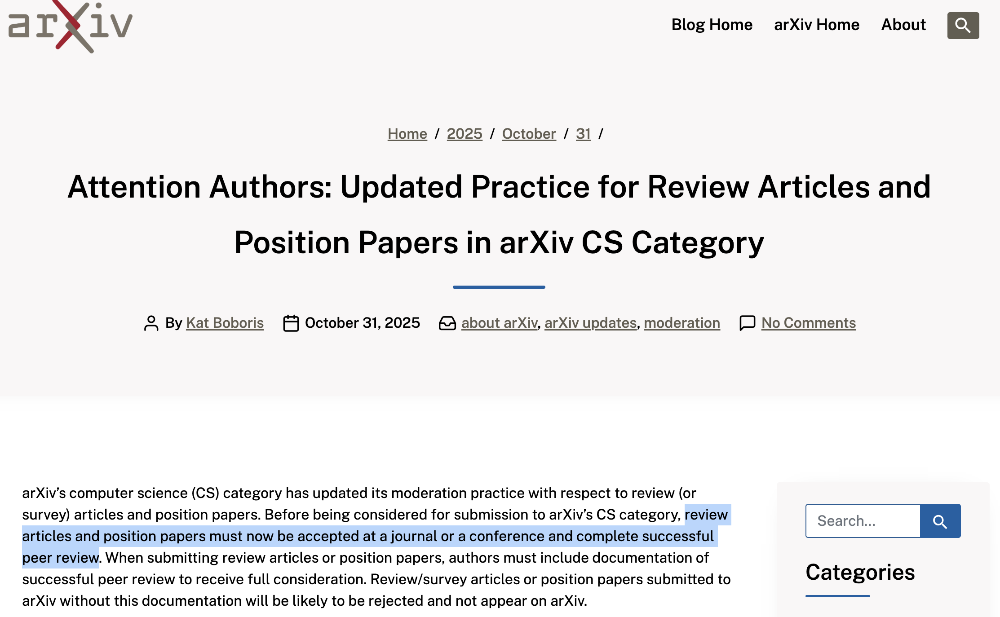 arXiv
Blog Home arXiv Home About
Home / 2025 / October / 31 /
Attention Authors: Updated Practice for Review Articles and
Position Papers in arXiv CS Category
By Kat Boboris October 31, 2025 about arXiv, arXiv updates, moderation No Comments
arXiv’s computer science (CS) category has updated its moderation practice with respect to review (or
survey) articles and position papers. Before being considered for submission to arXiv’s CS category, review
articles and position papers must now be accepted at a journal or a conference and complete successful
peer review. When submitting review articles or position papers, authors must include documentation of
successful peer review to receive full consideration. Review/survey articles or position papers submitted to
arXiv without this documentation will be likely to be rejected and not appear on arXiv.
Search...
Categories